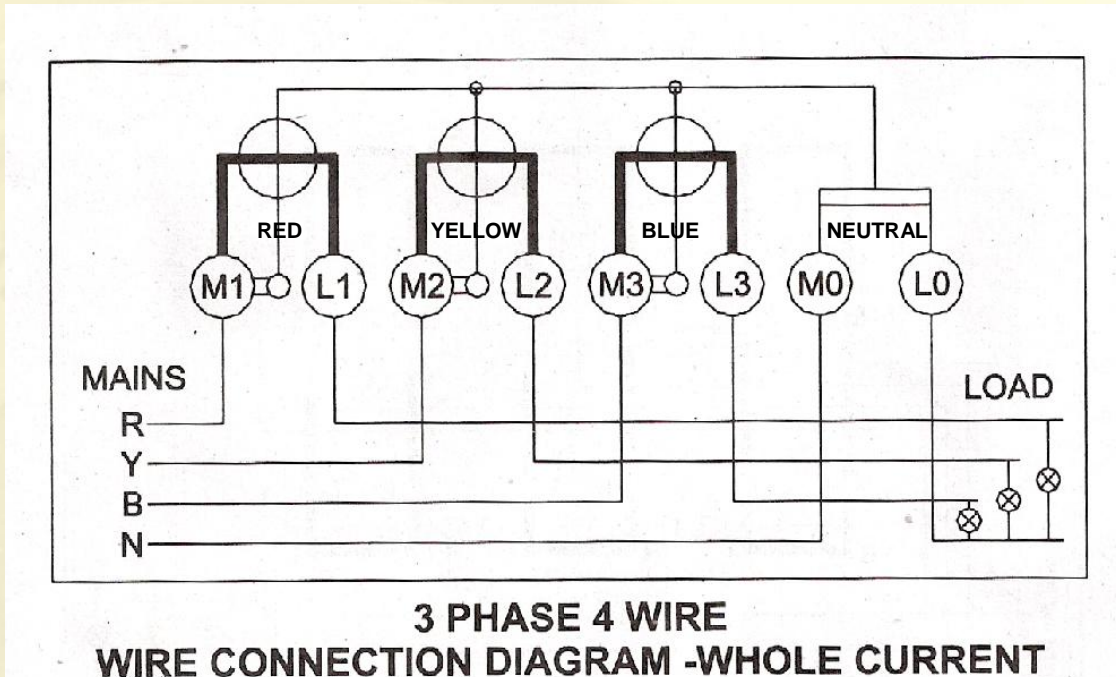 RED YELLOW BLUE NEUTRAL
M1 L1 M2 L2 M3 L3 M0 L0
MAINS
LOAD
R
Y
B
N
3 PHASE 4 WIRE
WIRE CONNECTION DIAGRAM -WHOLE CURRENT